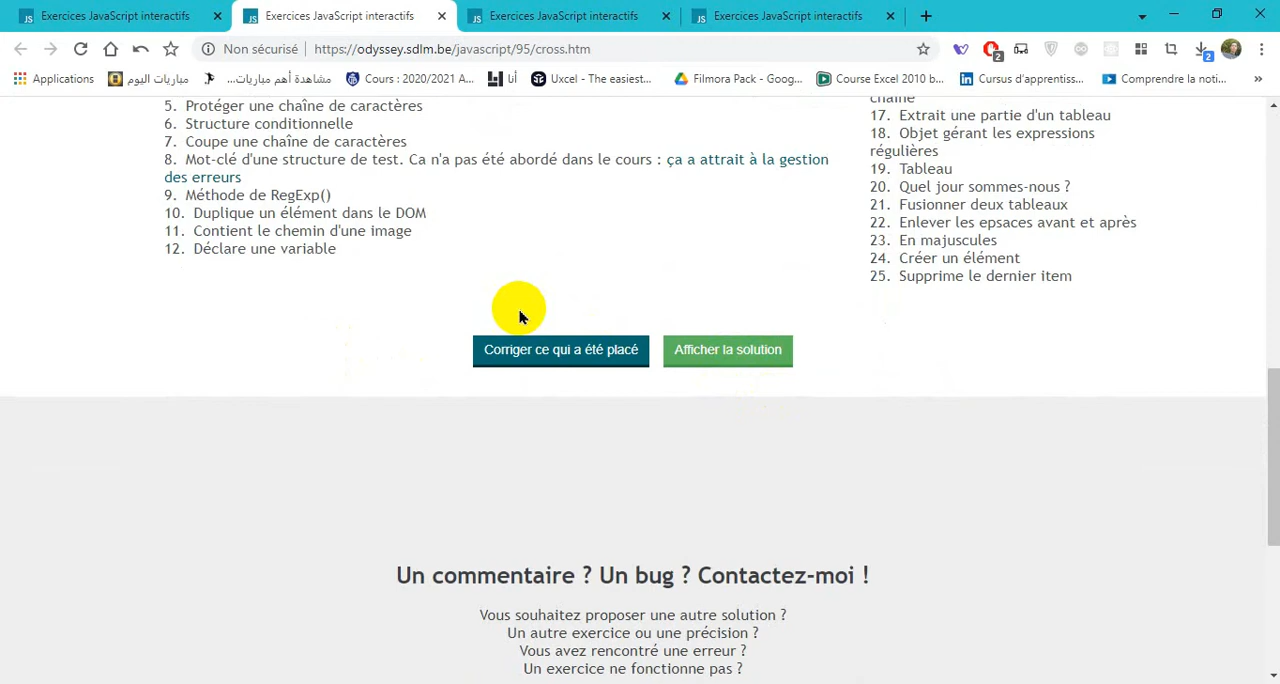 Exercices JavaScript interactifs
Exercices JavaScript interactifs
Exercices JavaScript interactifs
Exercices JavaScript interactifs
Non sécurisé
https://odyssey.sdlm.be/javascript/95/cross.htm
2
2
Applications
مباريات اليوم
مشاهدة أهم مباريات...
Cours : 2020/2021 A...
أنا
Uxcel - The easiest...
Filmora Pack - Goog...
Course Excel 2010 b...
Cursus d'apprentiss...
Comprendre la noti...
»
5. Protéger une chaîne de caractères
6. Structure conditionnelle
7. Coupe une chaîne de caractères
8. Mot-clé d'une structure de test. Ca n'a pas été abordé dans le cours : ça a attrait à la gestion
des erreurs
9. Méthode de RegExp()
10. Duplique un élément dans le DOM
11. Contient le chemin d'une image
12. Déclare une variable
chaîne
17. Extrait une partie d'un tableau
18. Objet gérant les expressions
régulières
19. Tableau
20. Quel jour sommes-nous ?
21. Fusionner deux tableaux
22. Enlever les epsaces avant et après
23. En majuscules
24. Créer un élément
25. Supprime le dernier item
Corriger ce qui a été placé
Afficher la solution
Un commentaire ? Un bug ? Contactez-moi !
Vous souhaitez proposer une autre solution ?
Un autre exercice ou une précision ?
Vous avez rencontré une erreur ?
Un exercice ne fonctionne pas ?